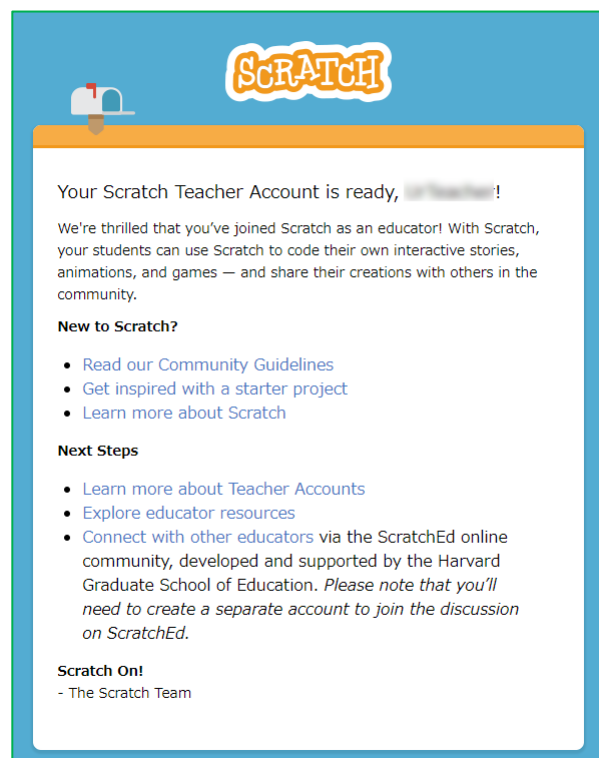 SCRATCH
Your Scratch Teacher Account is ready, !
We're thrilled that you’ve joined Scratch as an educator! With Scratch,
your students can use Scratch to code their own interactive stories,
animations, and games — and share their creations with others in the
community.
New to Scratch?
• Read our Community Guidelines
• Get inspired with a starter project
• Learn more about Scratch
Next Steps
• Learn more about Teacher Accounts
• Explore educator resources
• Connect with other educators via the ScratchEd online
community, developed and supported by the Harvard
Graduate School of Education. Please note that you’ll
need to create a separate account to join the discussion
on ScratchEd.
Scratch On!
- The Scratch Team